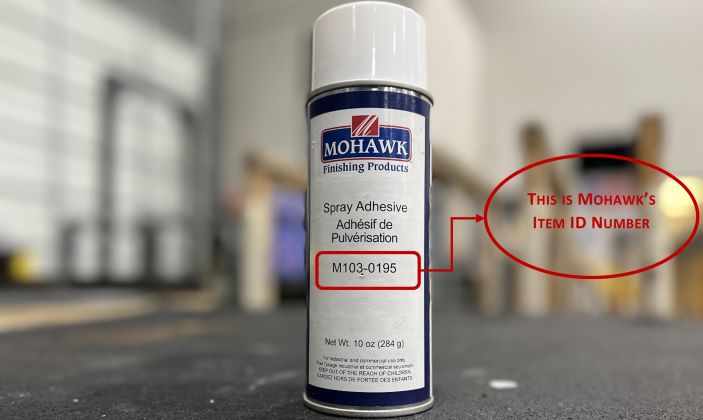 MOHAWK
Finishing Products
Spray Adhesive
Adhésif de
Pulvérisation
M103-0195
Net Wt. 10 oz (284 g)
For industrial and commercial use only.
Pour l'usage industriel et commercial seulement.
KEEP OUT OF THE REACH OF CHILDREN.
GARDEZ HORS DE PORTÉE DES ENFANTS
THIS IS MOHAWK'S
ITEM ID NUMBER